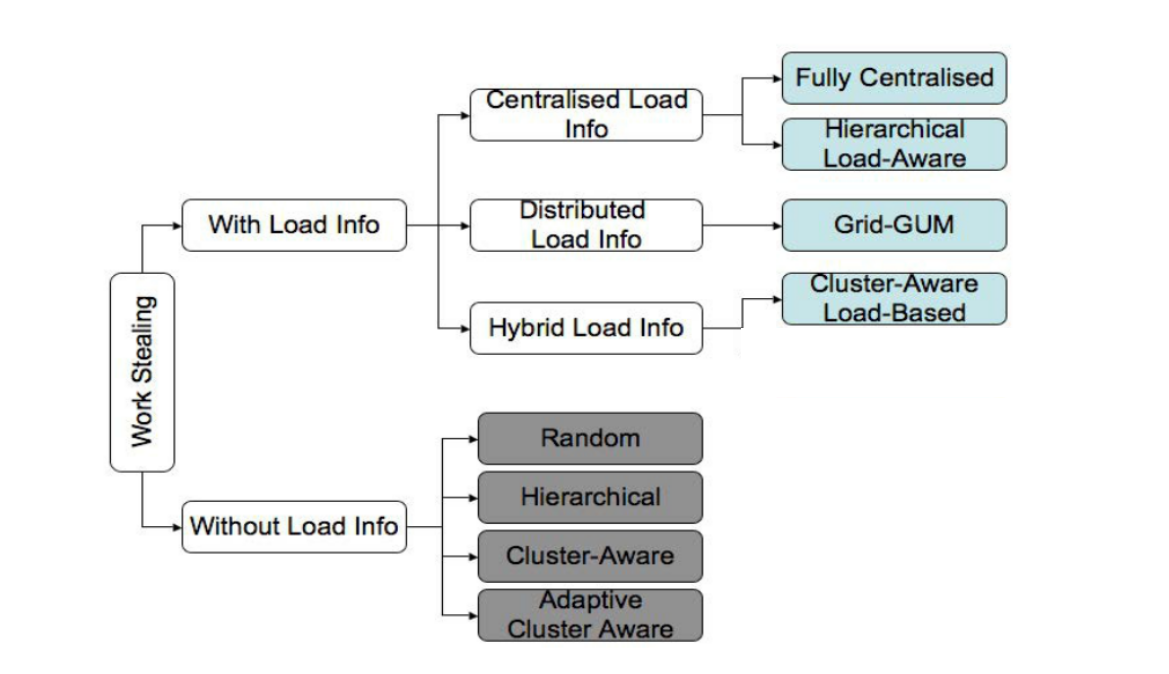 Fully Centralised
Centralised Load
Info
Hierarchical
Load-Aware
With Load Info
Distributed
Load Info
Grid-GUM
Cluster-Aware
Load-Based
Hybrid Load Info
Work Stealing
Random
Hierarchical
Without Load Info
Cluster-Aware
Adaptive
Cluster Aware